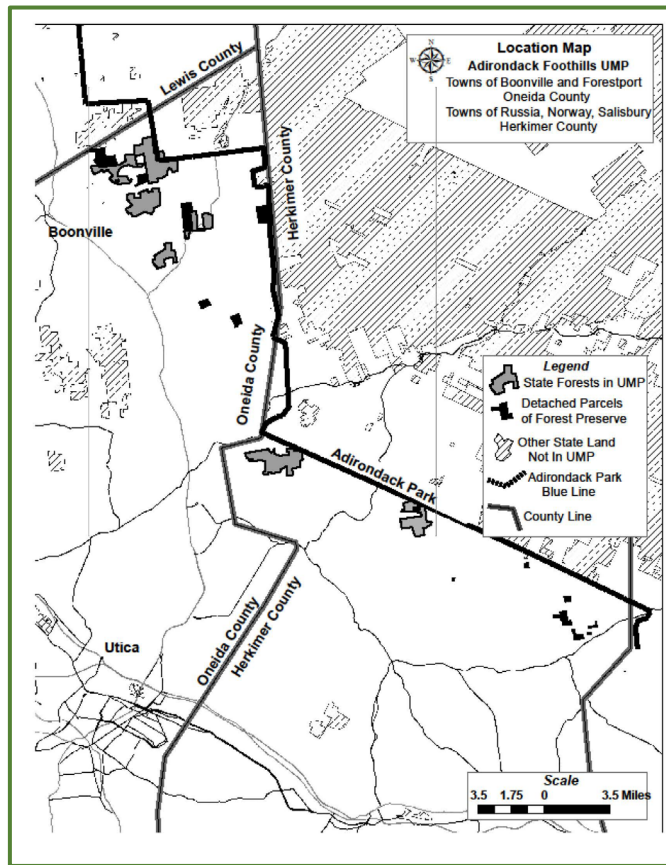 Location Map
Adirondack Foothills UMP
Towns of Boonville and Forestport
Oneida County
Towns of Russia, Norway, Salisbury
Herkimer County
N
W E
S
Lewis County
Herkimer County
Boonville
Oneida County
Legend
State Forests in UMP
Detached Parcels
of Forest Preserve
Other State Land
Not In UMP
Adirondack Park
Blue Line
County Line
Adirondack Park
Oneida County
Herkimer County
Utica
Scale
3.5 1.75 0 3.5 Miles